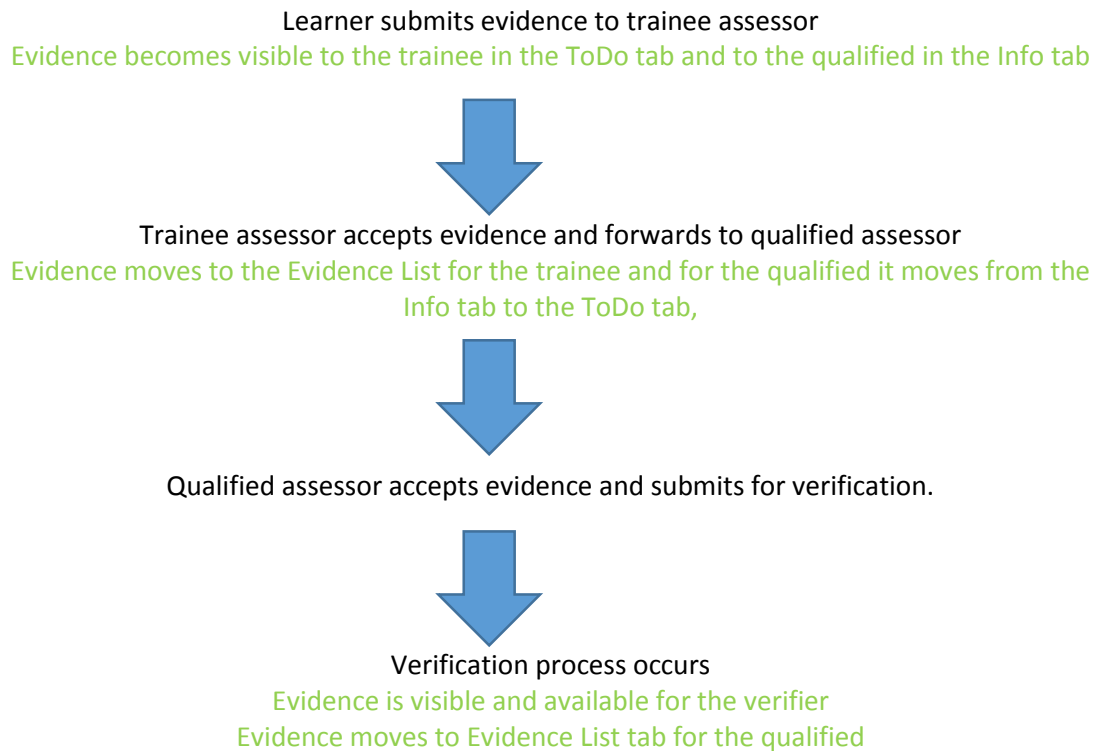 Learner submits evidence to trainee assessor
Evidence becomes visible to the trainee in the ToDo tab and to the qualified in the Info tab
Trainee assessor accepts evidence and forwards to qualified assessor
Evidence moves to the Evidence List for the trainee and for the qualified it moves from the
Info tab to the ToDo tab,
Qualified assessor accepts evidence and submits for verification.
Verification process occurs
Evidence is visible and available for the verifier
Evidence moves to Evidence List tab for the qualified